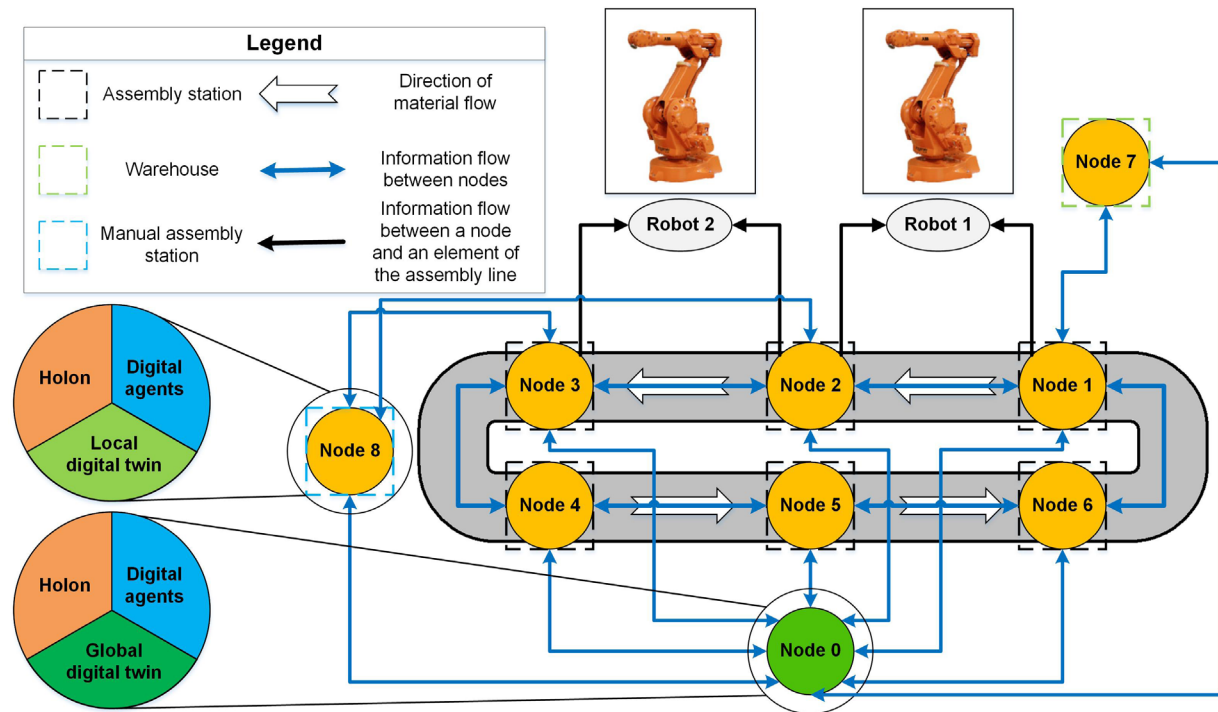 Legend
Assembly station
Direction of
material flow
Warehouse
Information flow
between nodes
Manual assembly
station
Information flow
between a node
and an element of
the assembly line
Robot 2
Robot 1
Node 7
Holon
Digital
agents
Local
digital twin
Node 3
Node 2
Node 1
Node 8
Node 4
Node 5
Node 6
Holon
Digital
agents
Global
digital twin
Node 0